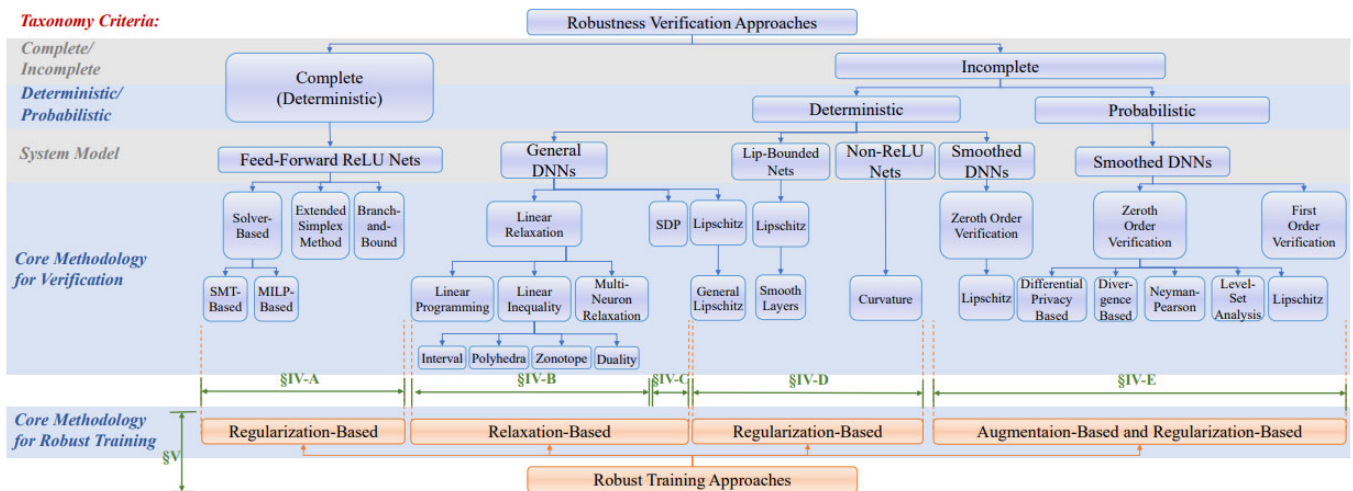 Taxonomy Criteria:
Robustness Verification Approaches
Complete/
Incomplete
Complete
(Deterministic)
Incomplete
Deterministic/
Probabilistic
Deterministic
Probabilistic
System Model
Feed-Forward ReLU Nets
General
DNNs
Lip-Bounded
Nets
Non-ReLU
Nets
Smoothed
DNNs
Smoothed DNNs
Core Methodology
for Verification
Solver-
Based
Extended
Simplex
Method
Branch-
and-
Bound
Linear
Relaxation
SDP
Lipschitz
Lipschitz
Zeroth Order
Verification
Zeroth
Order
Verification
First
Order
Verification
SMT-
Based
MILP-
Based
Linear
Programming
Linear
Inequality
Multi-
Neuron
Relaxation
General
Lipschitz
Smooth
Layers
Curvature
Lipschitz
Differential
Privacy
Based
Diver-
gence
Based
Neyman-
Pearson
Level-
Set
Analysis
Lipschitz
Interval
Polyhedra
Zonotope
Duality
§IV-A
§IV-B
§IV-C
§IV-D
§IV-E
Core Methodology
for Robust Training
§V
Regularization-Based
Relaxation-Based
Regularization-Based
Augmentaion-Based and Regularization-Based
Robust Training Approaches